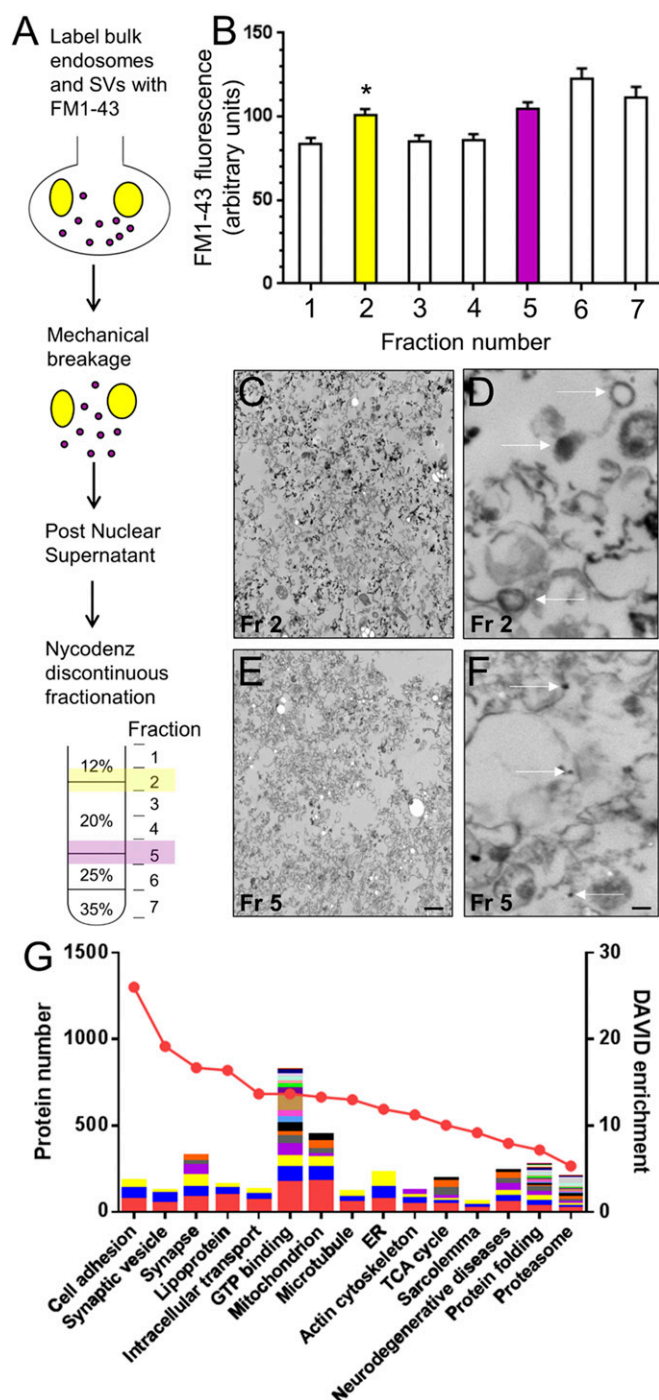 A
Label bulk
endosomes
and SVs with
FM1-43
Mechanical
breakage
Post Nuclear
Supernatant
Nycodenz
discontinuous
fractionation
Fraction
12%
20%
25%
35%
1
2
3
4
5
6
7
B
FM1-43 fluorescence
(arbitrary units)
150
100
50
0
*
1 2 3 4 5 6 7
Fraction number
C
Fr 2
D
E
Fr 5
F
G
Protein number
1500
1000
500
0
DAVID enrichment
30
20
10
0
Cell adhesion
Synaptic vesicle
Synapse
Lipoprotein
Intracellular transport
GTP binding
Mitochondrion
Microtubule
ER
Actin cytoskeleton
TCA cycle
Sarcolemma
Neurodegenerative diseases
Protein folding
Proteasome